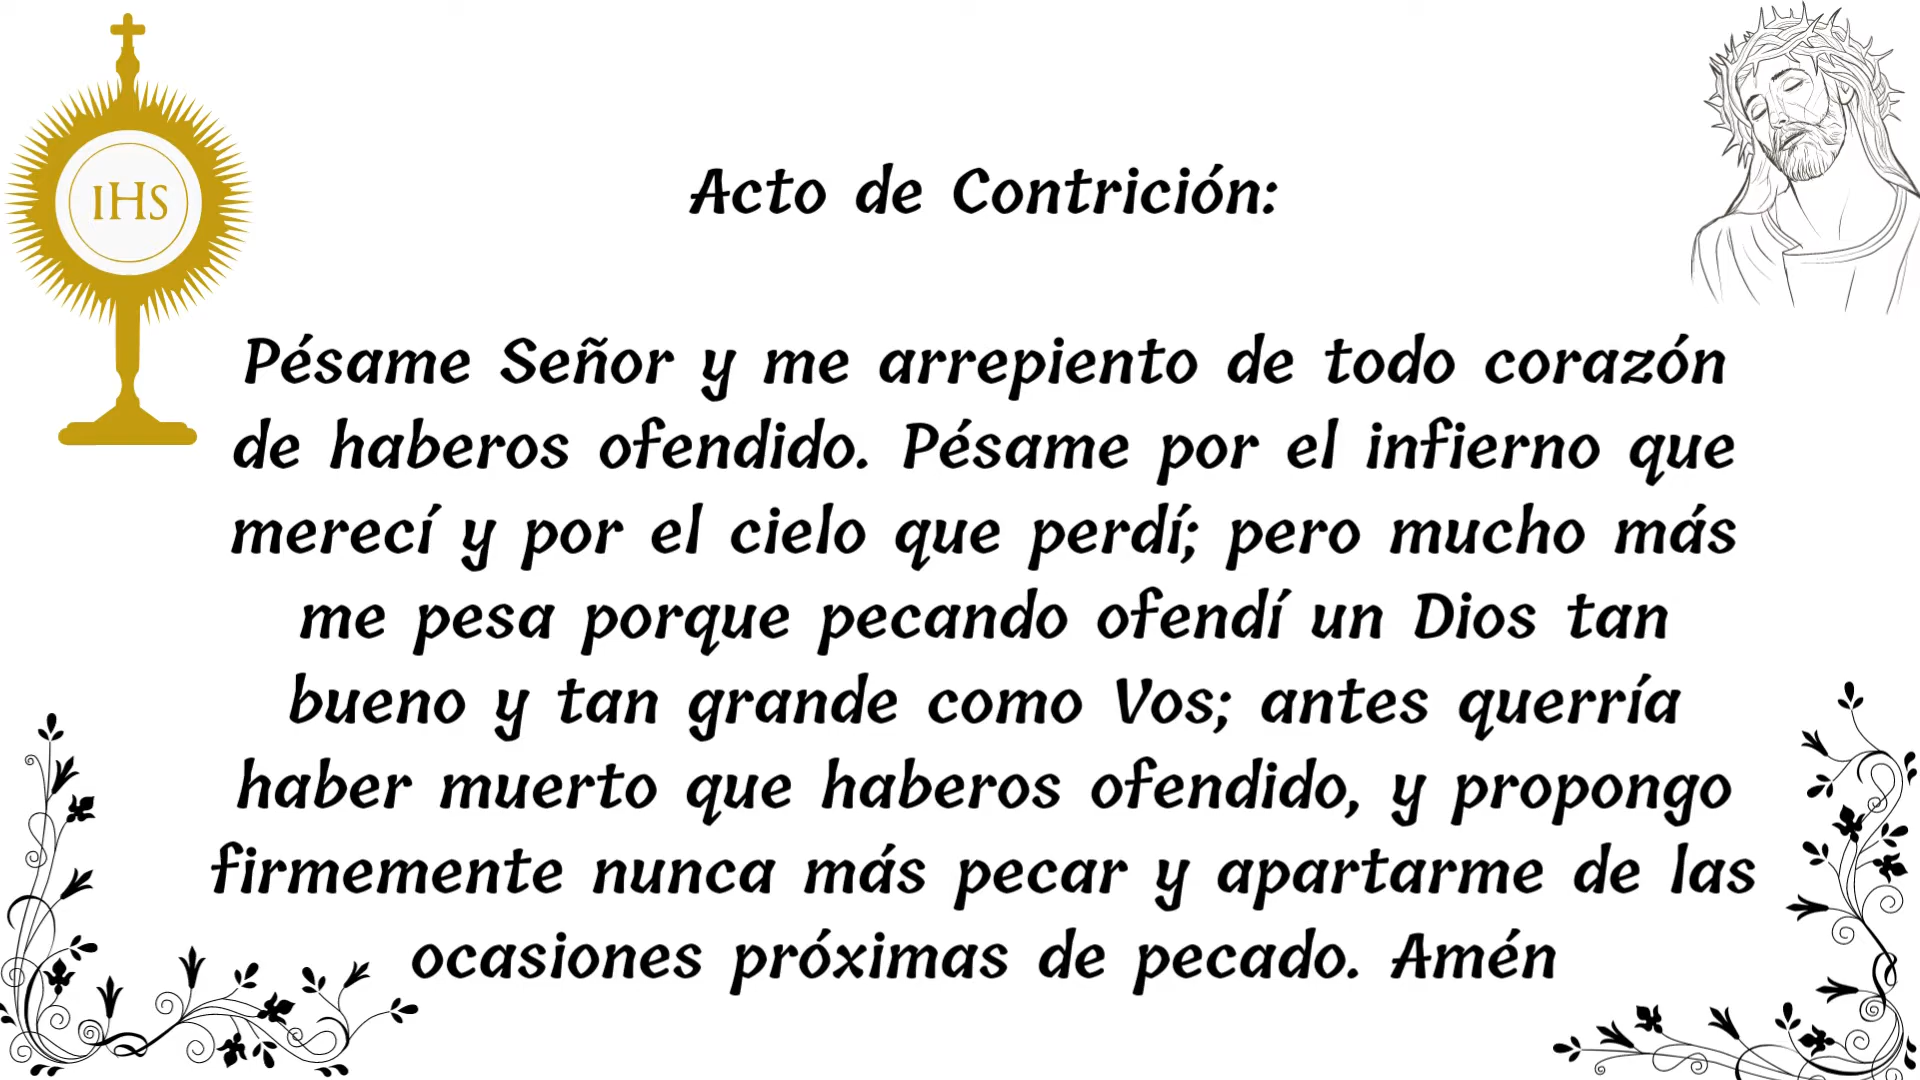 IHS
Acto de Contrición:
Pésame Señor y me arrepiento de todo corazón
de haberos ofendido. Pésame por el infierno que
merecí y por el cielo que perdí; pero mucho más
me pesa porque pecando ofendí un Dios tan
bueno y tan grande como Vos; antes querría
haber muerto que haberos ofendido, y propongo
firmemente nunca más pecar y apartarme de las
ocasiones próximas de pecado. Amén